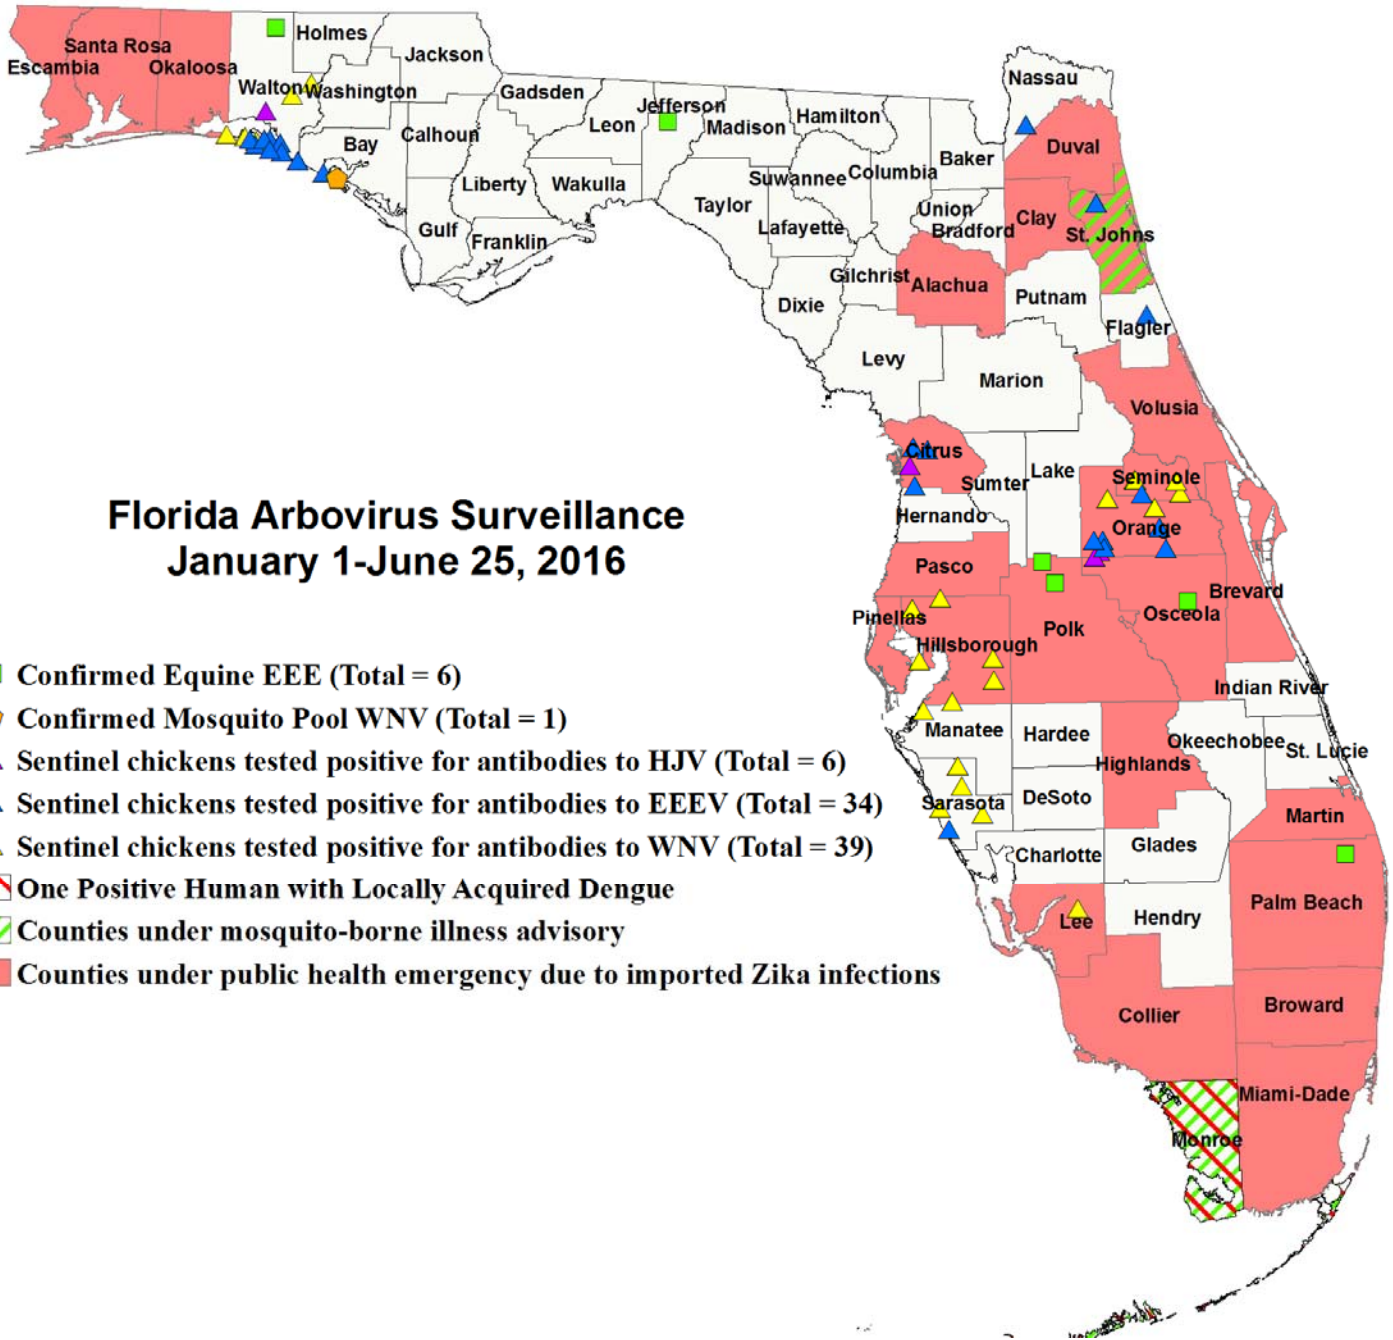 Holmes
Jackson
Santa Rosa
Escambia
Okaloosa
Walton
Washington
Gadsden
Jefferson
Leon
Madison
Hamilton
Nassau
Duval
Calhoun
Bay
Liberty
Wakulla
Taylor
Suwannee
Columbia
Baker
Lafayette
Union
Bradford
Clay
St. Johns
Gulf
Franklin
Dixie
Gilchrist
Alachua
Putnam
Flagler
Levy
Marion
Volusia
Citrus
Sumter
Lake
Seminole
Hernando
Orange
Florida Arbovirus Surveillance
January 1-June 25, 2016
Pasco
Pinellas
Hillsborough
Polk
Osceola
Brevard
Indian River
Manatee
Hardee
Highlands
Okeechobee
St. Lucie
Sarasota
DeSoto
Martin
Charlotte
Glades
Lee
Hendry
Palm Beach
Collier
Broward
Miami-Dade
Monroe
Confirmed Equine EEE (Total = 6)
Confirmed Mosquito Pool WNV (Total = 1)
Sentinel chickens tested positive for antibodies to HJV (Total = 6)
Sentinel chickens tested positive for antibodies to EEEV (Total = 34)
Sentinel chickens tested positive for antibodies to WNV (Total = 39)
One Positive Human with Locally Acquired Dengue
Counties under mosquito-borne illness advisory
Counties under public health emergency due to imported Zika infections